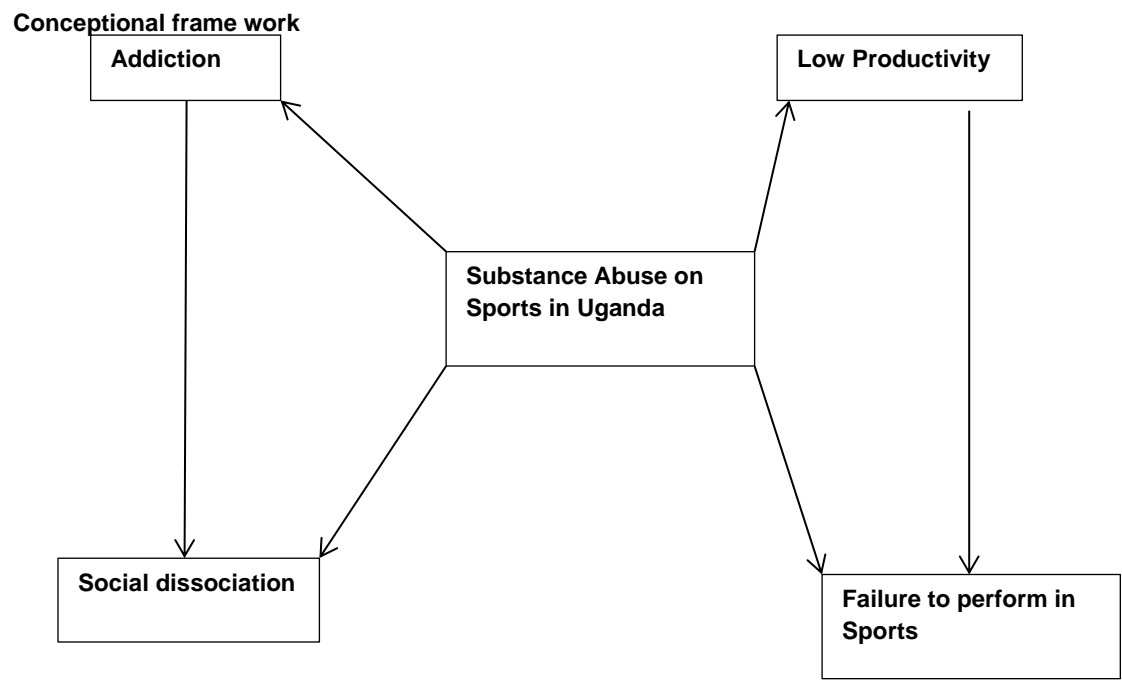 Conceptional frame work
Addiction
Low Productivity
Substance Abuse on
Sports in Uganda
Social dissociation
Failure to perform in
Sports